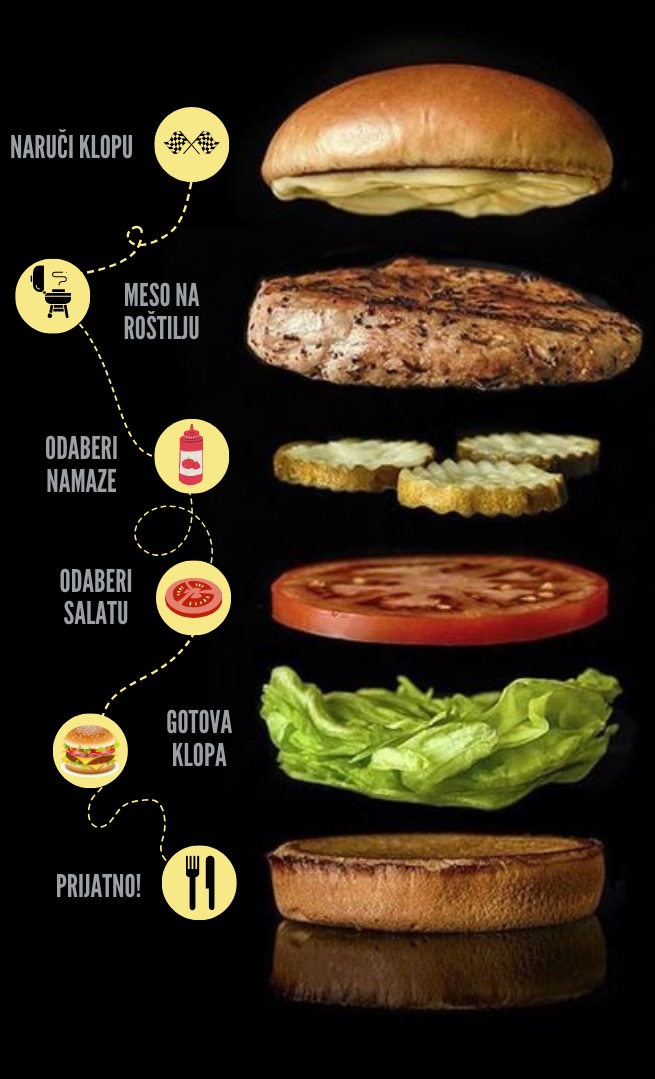 NARUČI KLOPU
MESO NA
ROŠTILJU
ODABERI
NAMAZE
ODABERI
SALATU
GOTOVA
KLOPA
PRIJATNO!